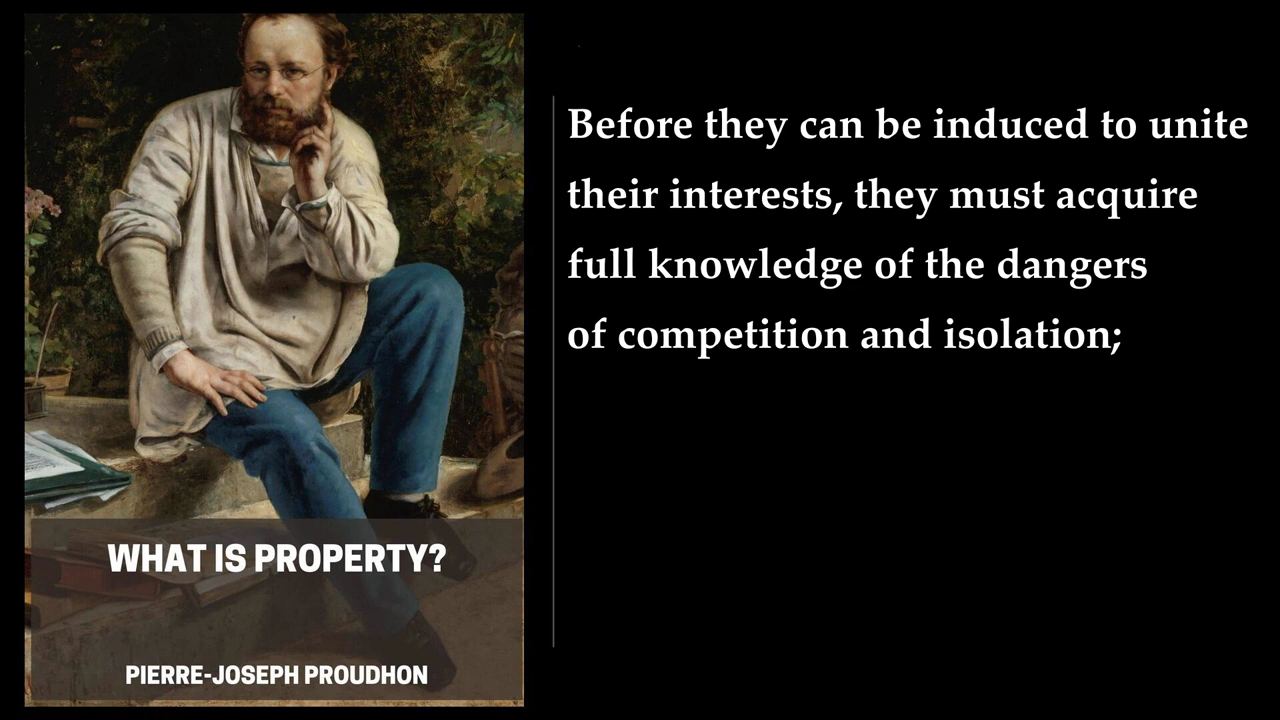 Before they can be induced to unite
their interests, they must acquire
full knowledge of the dangers
of competition and isolation;
WHAT IS PROPERTY?
PIERRE-JOSEPH PROUDHON